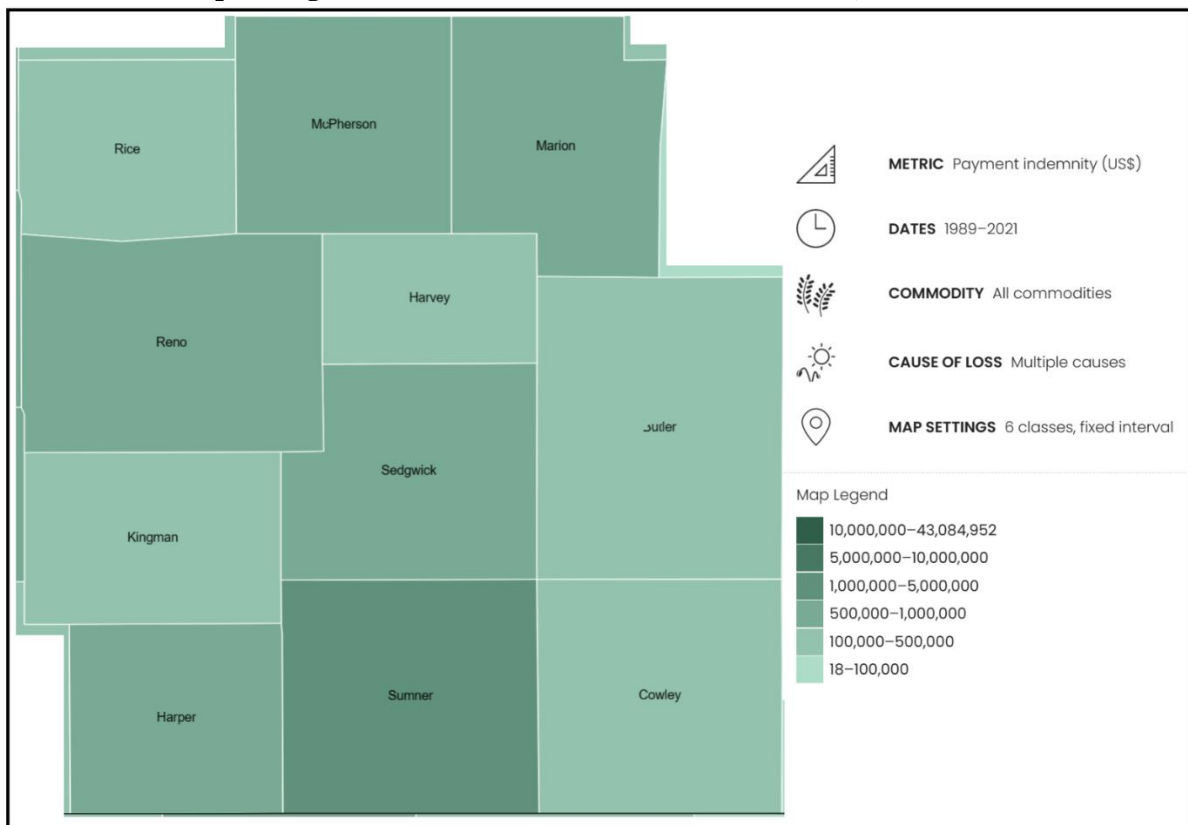 McPherson
Marion
Rice
Harvey
Reno
Sedgwick
Kingman
Sumner
Cowley
Harper
METRIC Payment indemnity (US$)
DATES 1989–2021
COMMODITY All commodities
CAUSE OF LOSS Multiple causes
MAP SETTINGS 6 classes, fixed interval
Map Legend
10,000,000–43,084,952
5,000,000–10,000,000
1,000,000–5,000,000
500,000–1,000,000
100,000–500,000
18–100,000